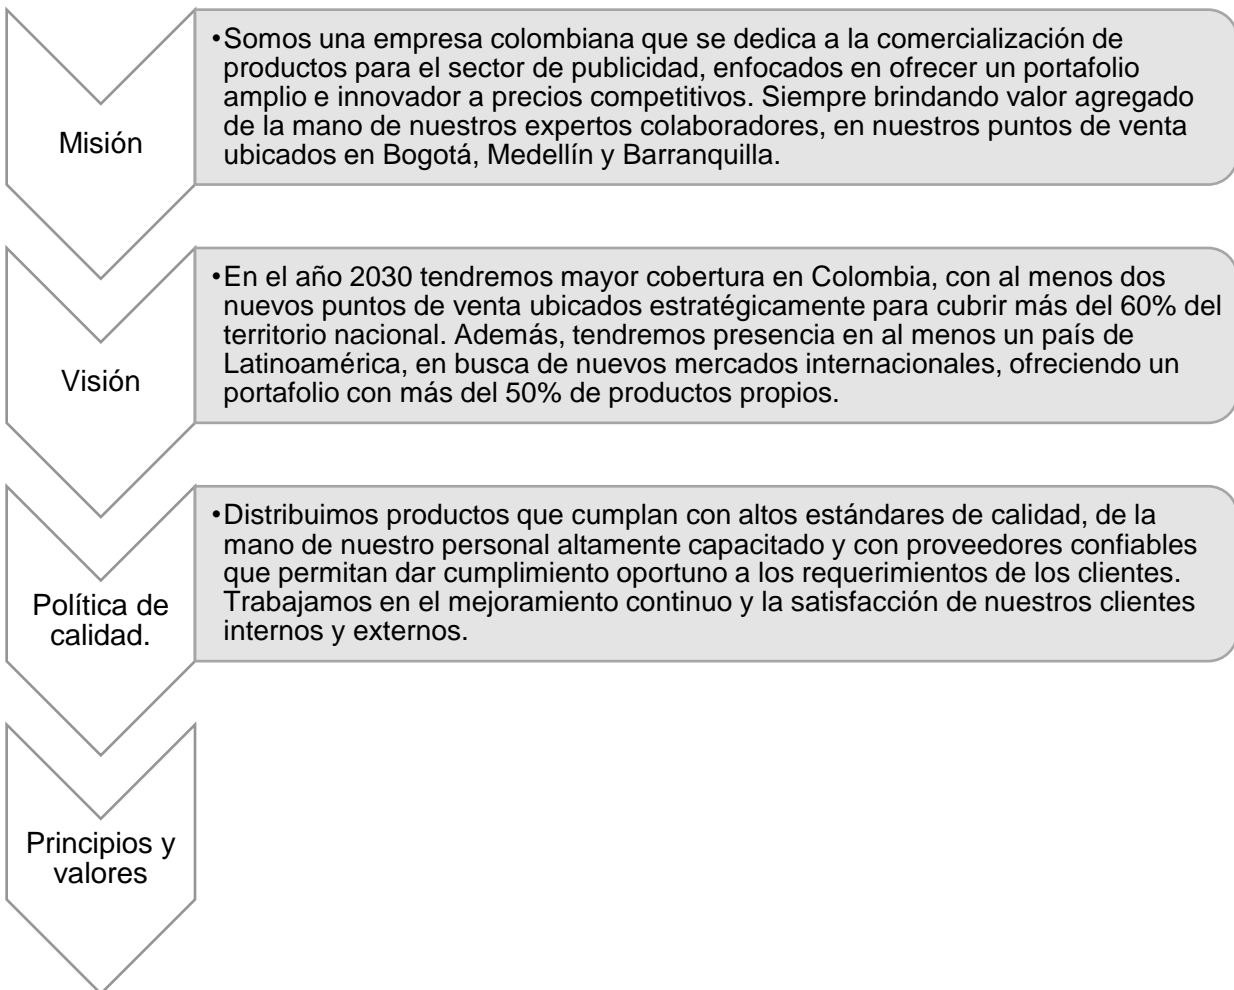 Misión
•Somos una empresa colombiana que se dedica a la comercialización de
productos para el sector de publicidad, enfocados en ofrecer un portafolio
amplio e innovador a precios competitivos. Siempre brindando valor agregado
de la mano de nuestros expertos colaboradores, en nuestros puntos de venta
ubicados en Bogotá, Medellín y Barranquilla.
Visión
•En el año 2030 tendremos mayor cobertura en Colombia, con al menos dos
nuevos puntos de venta ubicados estratégicamente para cubrir más del 60% del
territorio nacional. Además, tendremos presencia en al menos un país de
Latinoamérica, en busca de nuevos mercados internacionales, ofreciendo un
portafolio con más del 50% de productos propios.
Política de
calidad.
•Distribuimos productos que cumplan con altos estándares de calidad, de la
mano de nuestro personal altamente capacitado y con proveedores confiables
que permitan dar cumplimiento oportuno a los requerimientos de los clientes.
Trabajamos en el mejoramiento continuo y la satisfacción de nuestros clientes
internos y externos.
Principios y
valores